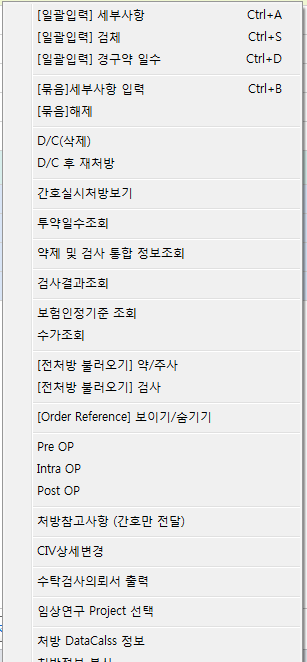 [일괄입력] 세부사항 Ctrl+A
[일괄입력] 검체 Ctrl+S
[일괄입력] 경구약 일수 Ctrl+D
[묶음]세부사항 입력 Ctrl+B
[묶음]해제
D/C(삭제)
D/C 후 재처방
간호실시처방보기
투약일수조회
약제 및 검사 통합 정보조회
검사결과조회
보험인정기준 조회
수가조회
[전처방 불러오기] 약/주사
[전처방 불러오기] 검사
[Order Reference] 보이기/숨기기
Pre OP
Intra OP
Post OP
처방참고사항 (간호만 전달)
CIV상세변경
수탁검사의뢰서 출력
임상연구 Project 선택
처방 DataCalss 정보